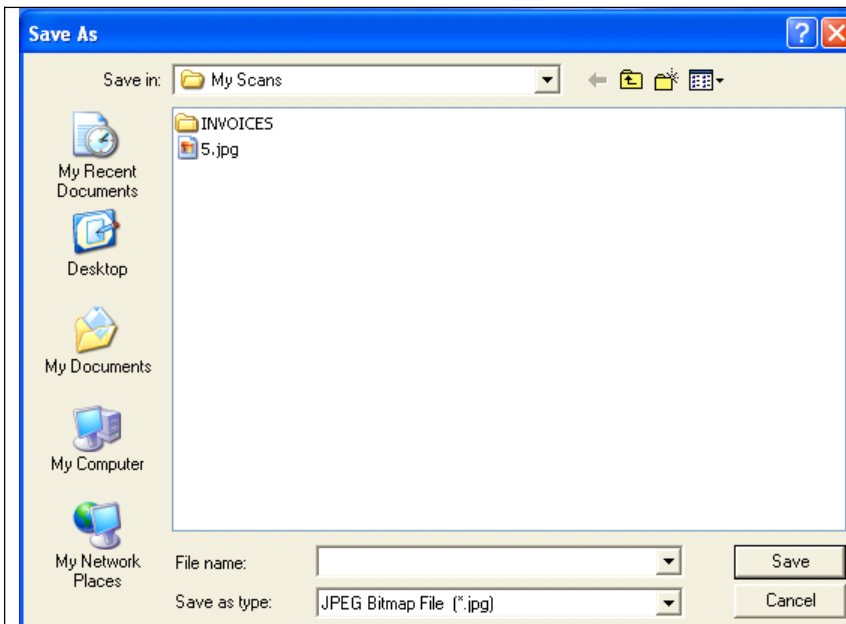 Save As
Save in: My Scans
INVOICES
5.jpg
My Recent
Documents
Desktop
My Documents
My Computer
My Network
Places
File name:
Save
Save as type: JPEG Bitmap File (*.jpg)
Cancel